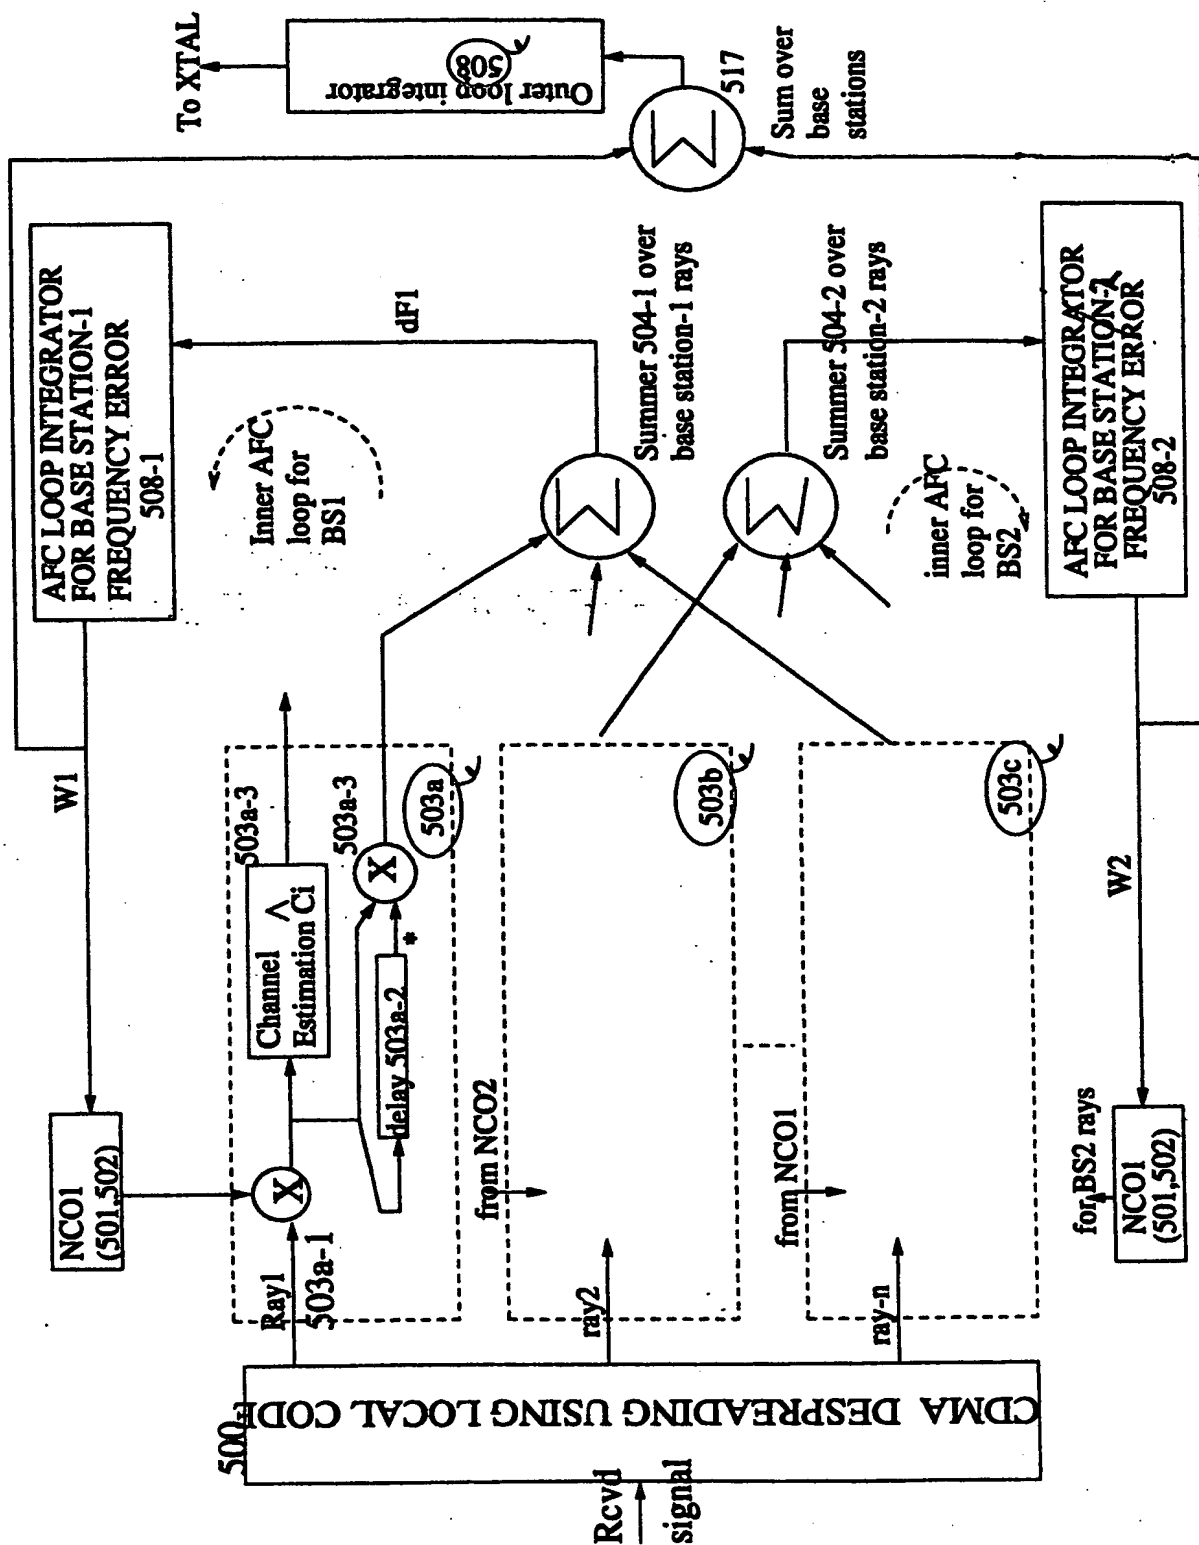 To XTAL
Outer loop integrator
508
517
Sum over
base
stations
AFC LOOP INTEGRATOR
FOR BASE STATION-1
FREQUENCY ERROR
508-1
dF1
Inner AFC
loop for
BS1
Summer 504-1 over
base station-1 rays
Summer 504-2 over
base station-2 rays
inner AFC
loop for
BS2
AFC LOOP INTEGRATOR
FOR BASE STATION-2
FREQUENCY ERROR
508-2
W1
503a-3
Channel ^
Estimation Ci
503a-3
X
*
delay 503a-2
503a
503b
503c
W2
NCO1
(501,502)
X
Ray1
503a-1
from NCO2
ray2
from NCO1
ray-n
for BS2 rays
NCO1
(501,502)
500
CDMA DESPREADING USING LOCAL CODE
Rcvd
signal